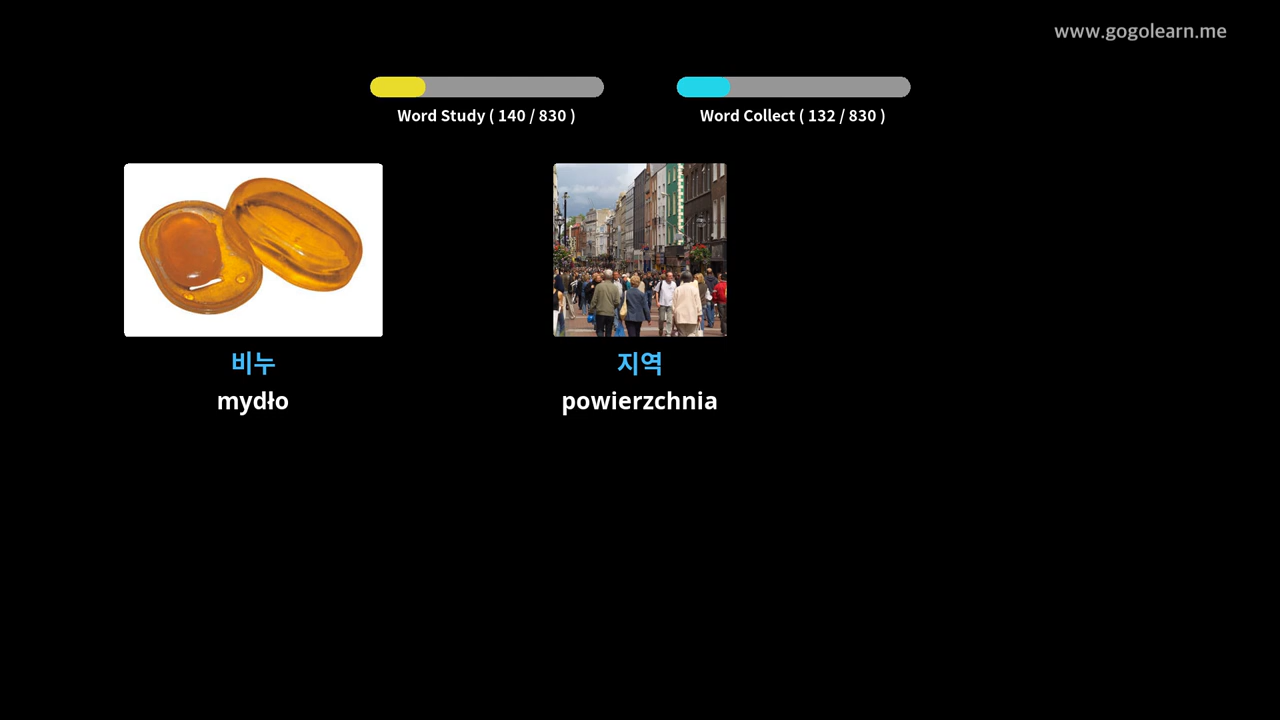 www.gogolearn.me
Word Study ( 140 / 830 )
Word Collect ( 132 / 830 )
비누
mydło
지역
powierzchnia